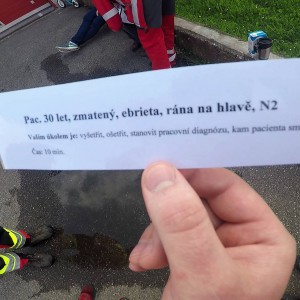 Pac. 30 let, zmatený, ebrieta, rána na hlavě, N2
Vaším úkolem je: vyšetřit, ošetřit, stanovit pracovní diagnózu, kam pacienta
Čas: 10 min.